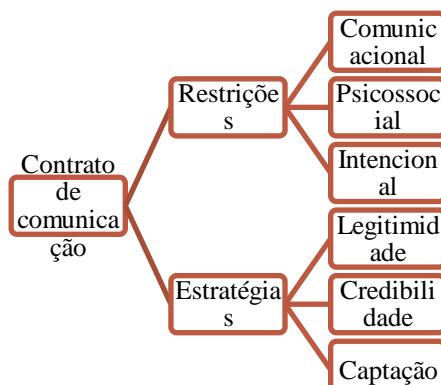 Comunic
acional
Restriçõe
s
Psicossoc
ial
Intencion
al
Contrato
de
comunica
ção
Legitimid
ade
Estratégia
s
Credibili
dade
Captação